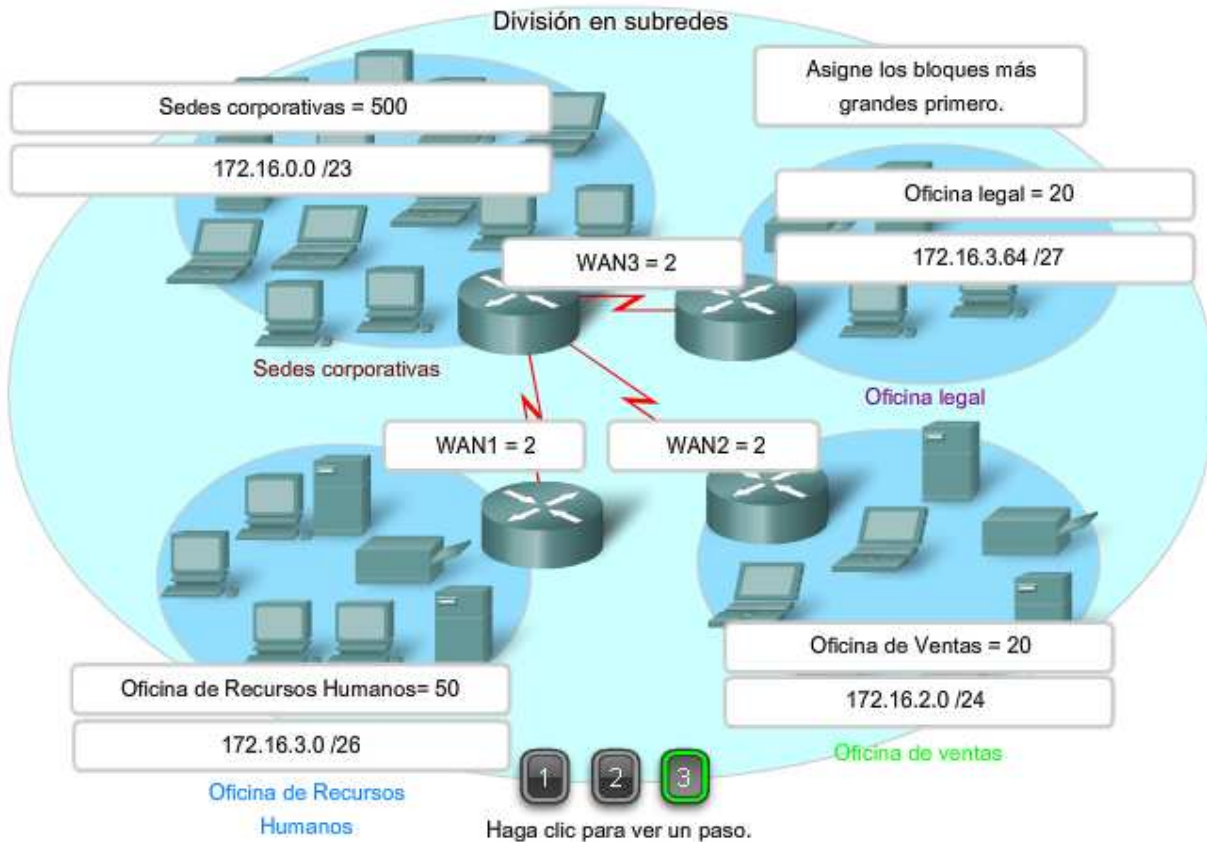 División en subredes
Sedes corporativas = 500
172.16.0.0 /23
Asigne los bloques más
grandes primero.
Oficina legal = 20
172.16.3.64 /27
WAN3 = 2
Sedes corporativas
Oficina legal
WAN1 = 2
WAN2 = 2
Oficina de Recursos Humanos= 50
172.16.3.0 /26
Oficina de Recursos
Humanos
Oficina de Ventas = 20
172.16.2.0 /24
Oficina de ventas
1 2 3
Haga clic para ver un paso.